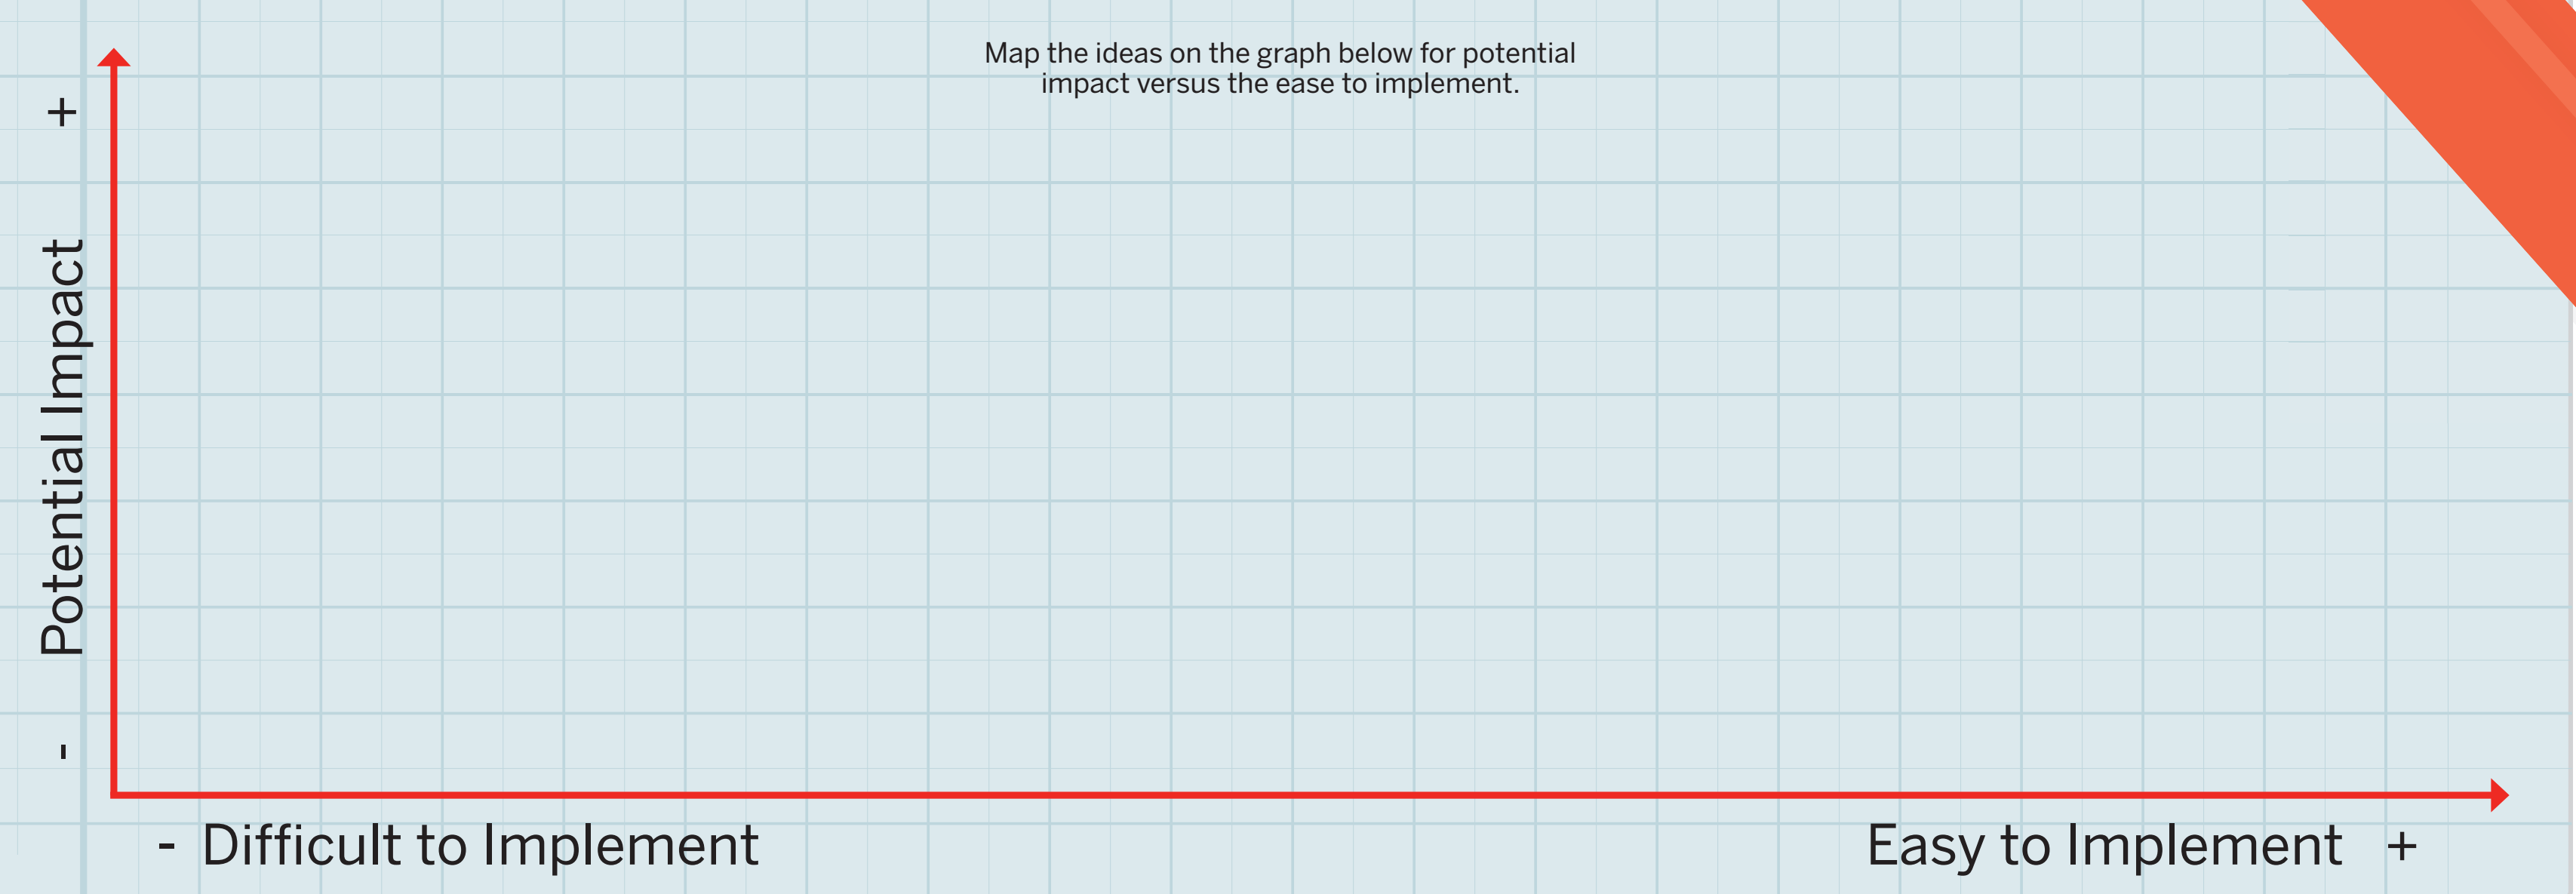 Map the ideas on the graph below for potential
impact versus the ease to implement.
+
Potential Impact
-
- Difficult to Implement
Easy to Implement +